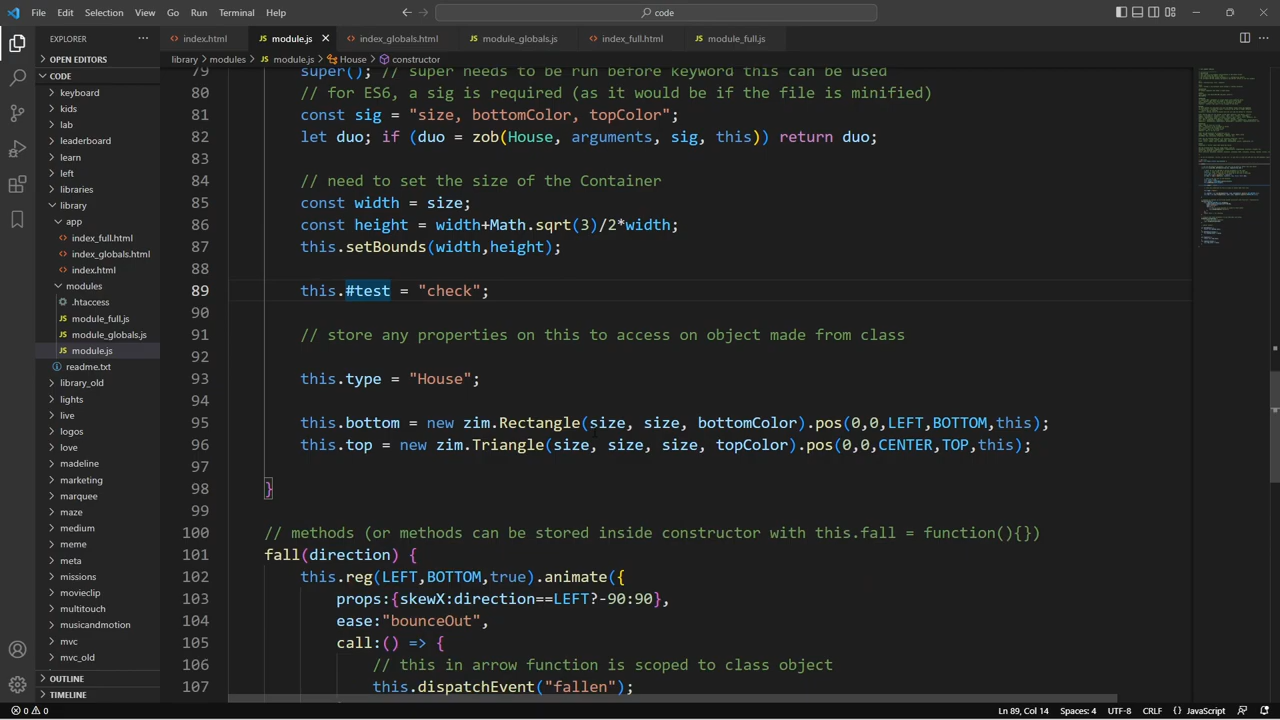 File Edit Selection View Go Run Terminal Help
code
EXPLORER
index.html
module.js
index_globals.html
module_globals.js
index_full.html
module_full.js
OPEN EDITORS
library > modules > module.js > House > constructor
CODE
keyboard
kids
lab
leaderboard
learn
left
libraries
library
app
index_full.html
index_globals.html
index.html
modules
.htaccess
module_full.js
module_globals.js
module.js
readme.txt
library_old
lights
live
logos
love
madeline
marketing
marquee
maze
medium
meme
meta
missions
movieclip
multitouch
musicandmotion
mvc
mvc_old
OUTLINE
TIMELINE
79 super(); // super needs to be run before keyword this can be used
80 // for ES6, a sig is required (as it would be if the file is minified)
81 const sig = "size, bottomColor, topColor";
82 let duo; if (duo = zob(House, arguments, sig, this)) return duo;
83
84 // need to set the size of the Container
85 const width = size;
86 const height = width+Math.sqrt(3)/2*width;
87 this.setBounds(width,height);
88
89 this.#test = "check";
90
91 // store any properties on this to access on object made from class
92
93 this.type = "House";
94
95 this.bottom = new zim.Rectangle(size, size, bottomColor).pos(0,0,LEFT,BOTTOM,this);
96 this.top = new zim.Triangle(size, size, size, topColor).pos(0,0,CENTER,TOP,this);
97
98 }
99
100 // methods (or methods can be stored inside constructor with this.fall = function(){})
101 fall(direction) {
102 this.reg(LEFT,BOTTOM,true).animate({
103 props:{skewX:direction==LEFT?-90:90},
104 ease:"bounceOut",
105 call:() => {
106 // this in arrow function is scoped to class object
107 this.dispatchEvent("fallen");
0 0 Ln 89, Col 14 Spaces: 4 UTF-8 CRLF {} JavaScript